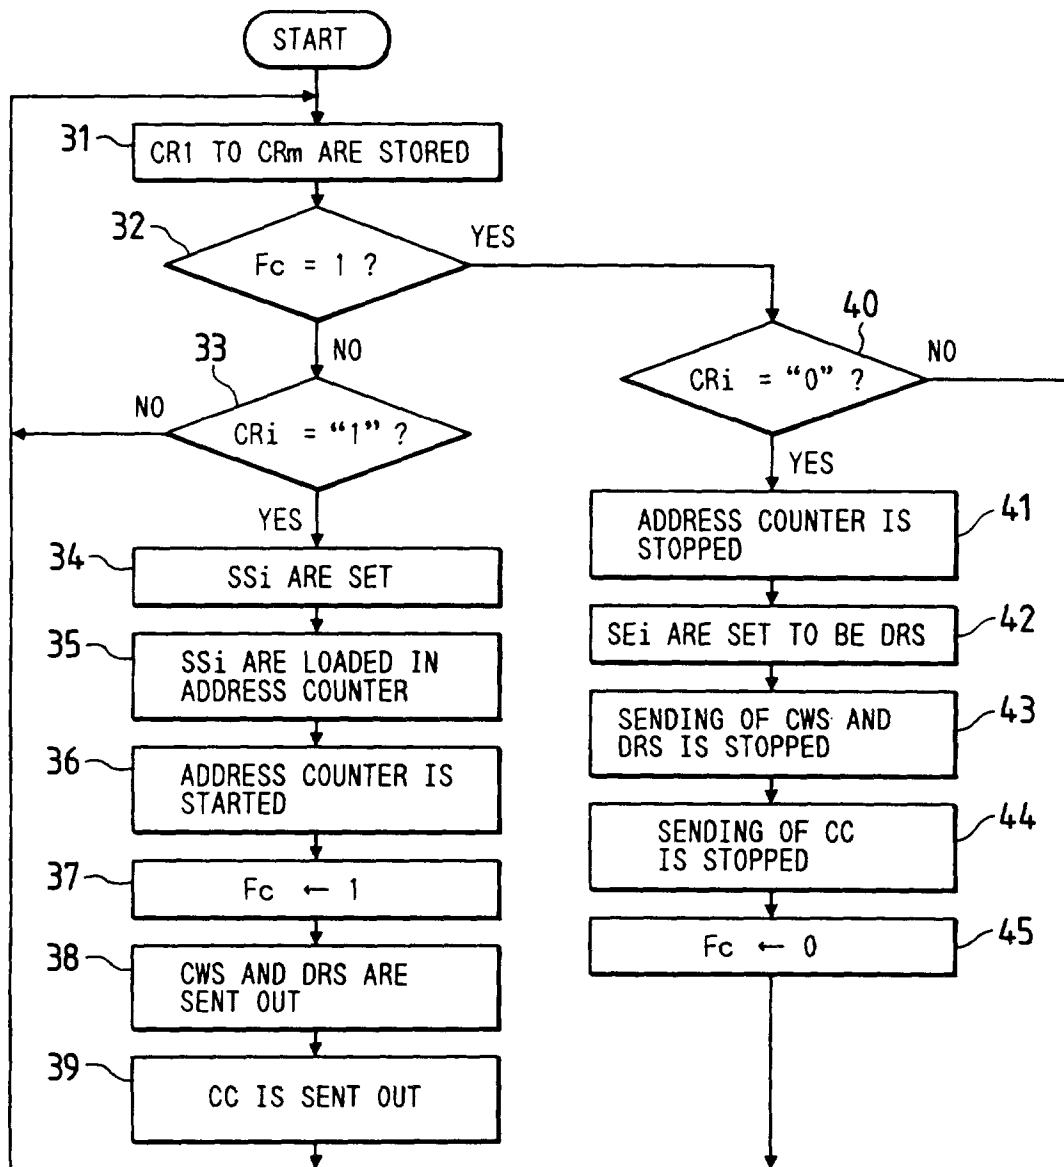 START
31
CR1 TO CRm ARE STORED
32
Fc = 1 ?
YES
NO
33
CRi = “1” ?
NO
YES
34
SSi ARE SET
35
SSi ARE LOADED IN
ADDRESS COUNTER
36
ADDRESS COUNTER IS
STARTED
37
Fc ← 1
38
CWS AND DRS ARE
SENT OUT
39
CC IS SENT OUT
40
CRi = “0” ?
NO
YES
41
ADDRESS COUNTER IS
STOPPED
42
SEi ARE SET TO BE DRS
43
SENDING OF CWS AND
DRS IS STOPPED
44
SENDING OF CC
IS STOPPED
45
Fc ← 0